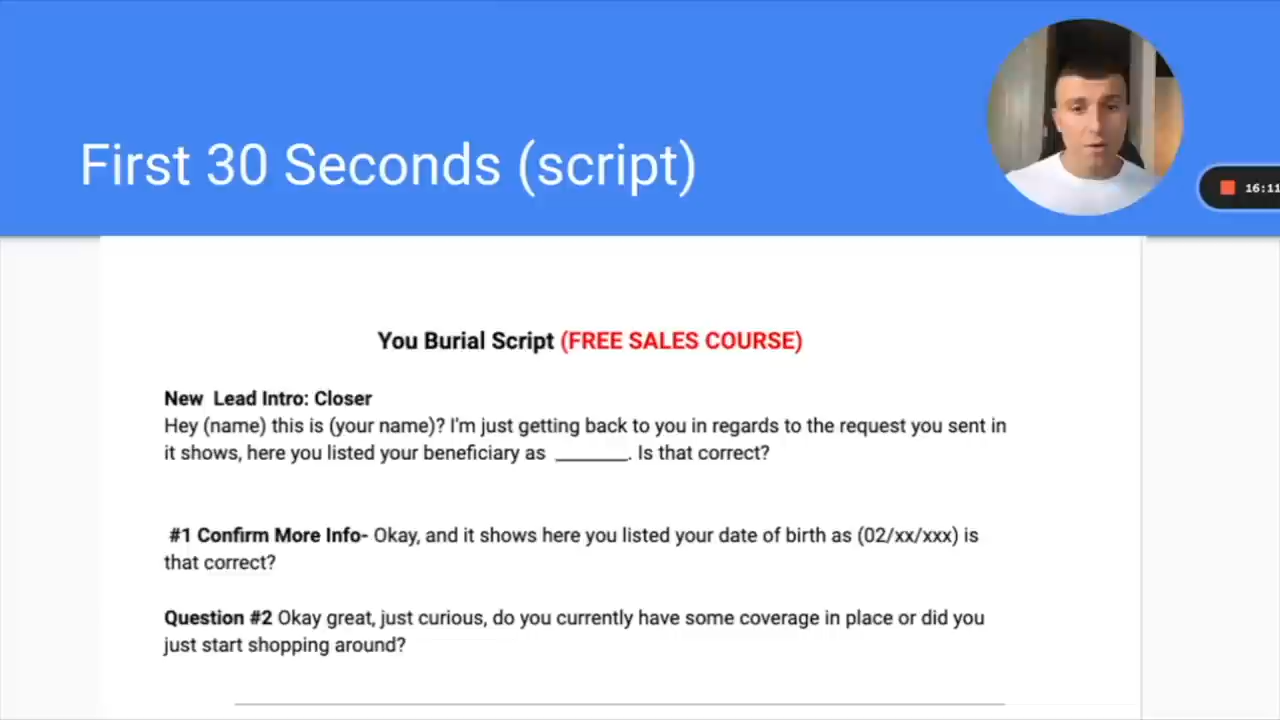 First 30 Seconds (script)
16:11
You Burial Script (FREE SALES COURSE)
New Lead Intro: Closer
Hey (name) this is (your name)? I'm just getting back to you in regards to the request you sent in
it shows, here you listed your beneficiary as _______. Is that correct?
#1 Confirm More Info- Okay, and it shows here you listed your date of birth as (02/xx/xxx) is
that correct?
Question #2 Okay great, just curious, do you currently have some coverage in place or did you
just start shopping around?